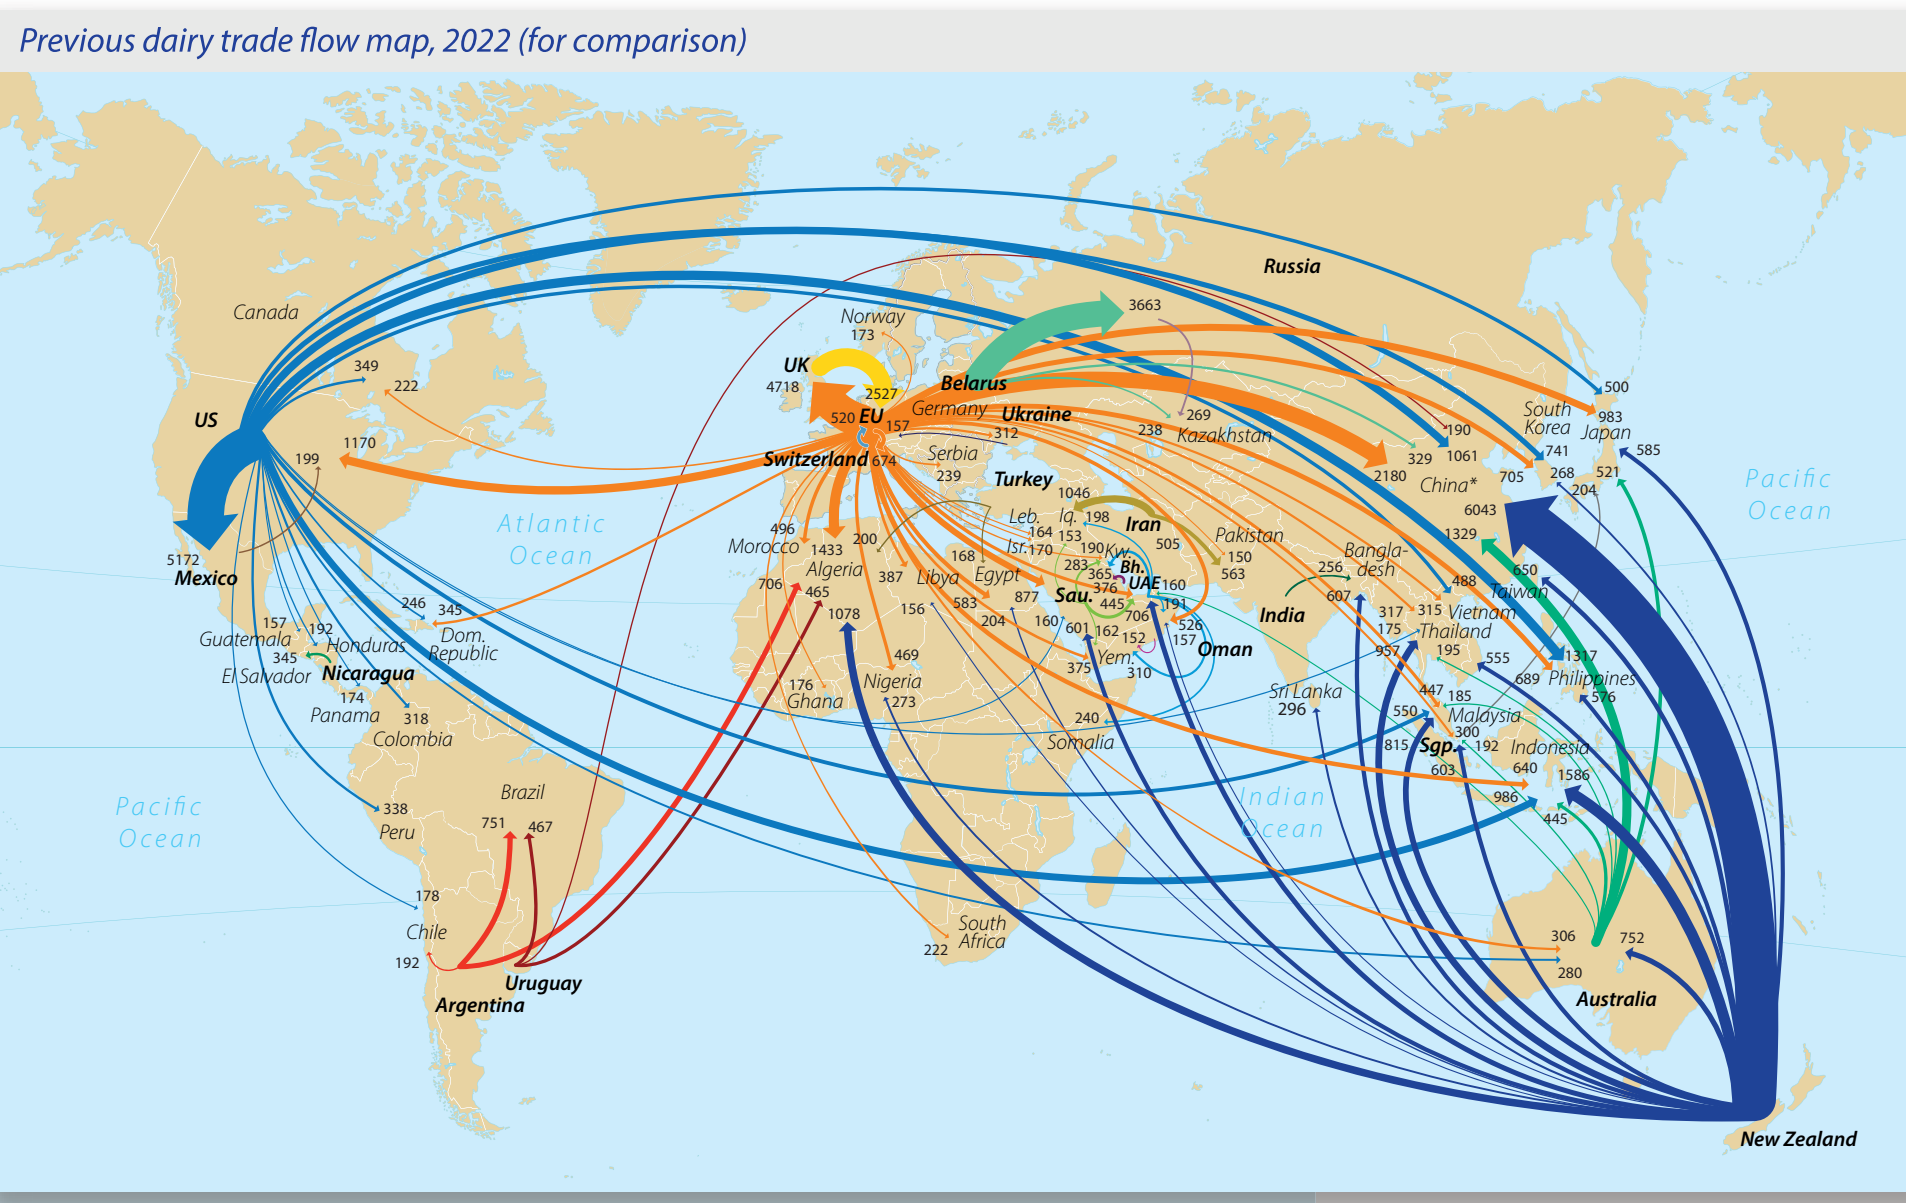 Previous dairy trade flow map, 2022 (for comparison)
Russia
Canada
Norway
173
3663
UK
4718
2527
349
222
Belarus
520
EU
Germany
157
Ukraine
312
269
238
Kazakhstan
500
South
Korea
983
Japan
190
US
1170
199
Switzerland
674
Serbia
239
329
1061
741
585
2180
705
268
521
204
China*
Pacific
Ocean
Turkey
1046
Atlantic
Ocean
496
Morocco
1433
Algeria
200
Leb.
164
Iq.
198
153
Iran
505
Isr.
170
190
Kw.
Pakistan
150
563
Bangla-
desh
256
607
6043
1329
650
Taiwan
5172
Mexico
706
465
387
Libya
168
Egypt
283
365
Bh.
376
UAE
160
Sau.
445
191
706
526
157
Oman
India
488
Vietnam
317
315
175
Thailand
195
957
246
345
Dom.
Republic
1078
156
583
877
204
160
601
162
152
Yem.
375
310
157
192
Guatemala
Honduras
345
El Salvador
Nicaragua
174
Panama
318
Colombia
469
Nigeria
273
176
Ghana
240
Somalia
Sri Lanka
296
555
1317
689
Philippines
576
447
185
550
Malaysia
300
815
Sgp.
192
Indonesia
603
640
1586
986
445
Brazil
751
467
338
Peru
Pacific
Ocean
Indian
Ocean
178
Chile
192
South
Africa
222
306
752
280
Uruguay
Argentina
Australia
New Zealand